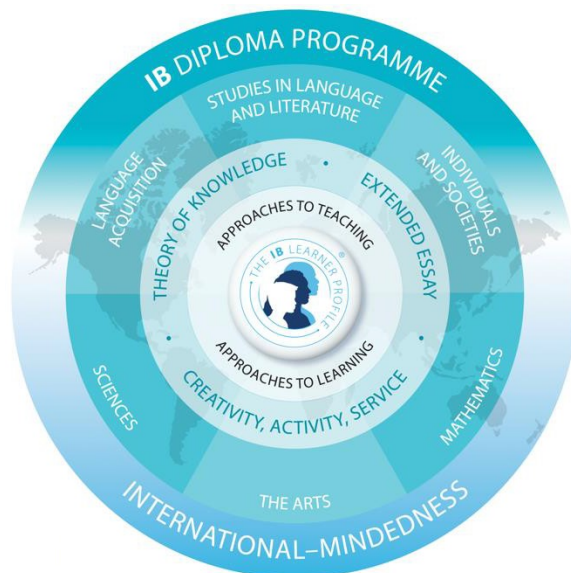 IB DIPLOMA PROGRAMME
STUDIES IN LANGUAGE
AND LITERATURE
LANGUAGE
ACQUISITION
INDIVIDUALS
AND SOCIETIES
THEORY OF KNOWLEDGE
•
EXTENDED ESSAY
APPROACHES TO TEACHING
THE IB LEARNER PROFILE
®
APPROACHES TO LEARNING
•
•
CREATIVITY, ACTIVITY, SERVICE
SCIENCES
MATHEMATICS
THE ARTS
INTERNATIONAL–MINDEDNESS